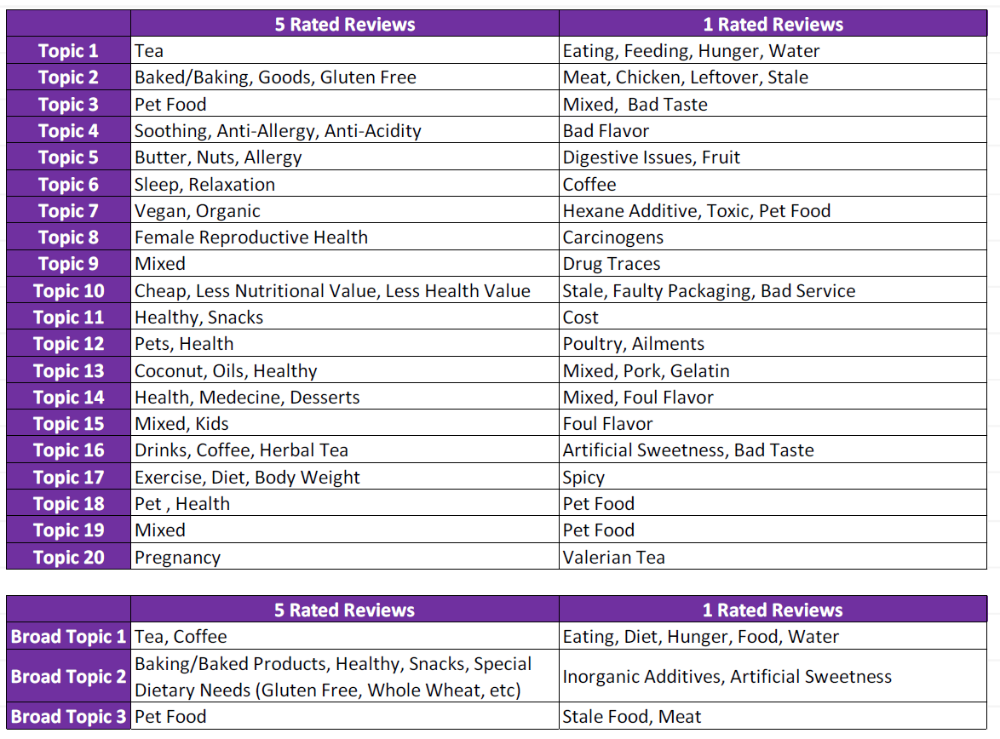 5 Rated Reviews 1 Rated Reviews
Topic 1 Tea Eating, Feeding, Hunger, Water
Topic 2 Baked/Baking, Goods, Gluten Free Meat, Chicken, Leftover, Stale
Topic 3 Pet Food Mixed,  Bad Taste
Topic 4 Soothing, Anti-Allergy, Anti-Acidity Bad Flavor
Topic 5 Butter, Nuts, Allergy Digestive Issues, Fruit
Topic 6 Sleep, Relaxation Coffee
Topic 7 Vegan, Organic Hexane Additive, Toxic, Pet Food
Topic 8 Female Reproductive Health Carcinogens
Topic 9 Mixed Drug Traces
Topic 10 Cheap, Less Nutritional Value, Less Health Value Stale, Faulty Packaging, Bad Service
Topic 11 Healthy, Snacks Cost
Topic 12 Pets, Health Poultry, Ailments
Topic 13 Coconut, Oils, Healthy Mixed, Pork, Gelatin
Topic 14 Health, Medecine, Desserts Mixed, Foul Flavor
Topic 15 Mixed, Kids Foul Flavor
Topic 16 Drinks, Coffee, Herbal Tea Artificial Sweetness, Bad Taste
Topic 17 Exercise, Diet, Body Weight Spicy
Topic 18 Pet , Health Pet Food
Topic 19 Mixed Pet Food
Topic 20 Pregnancy Valerian Tea
5 Rated Reviews 1 Rated Reviews
Broad Topic 1 Tea, Coffee Eating, Diet, Hunger, Food, Water
Broad Topic 2 Baking/Baked Products, Healthy, Snacks, Special
Dietary Needs (Gluten Free, Whole Wheat, etc) Inorganic Additives, Artificial Sweetness
Broad Topic 3 Pet Food Stale Food, Meat